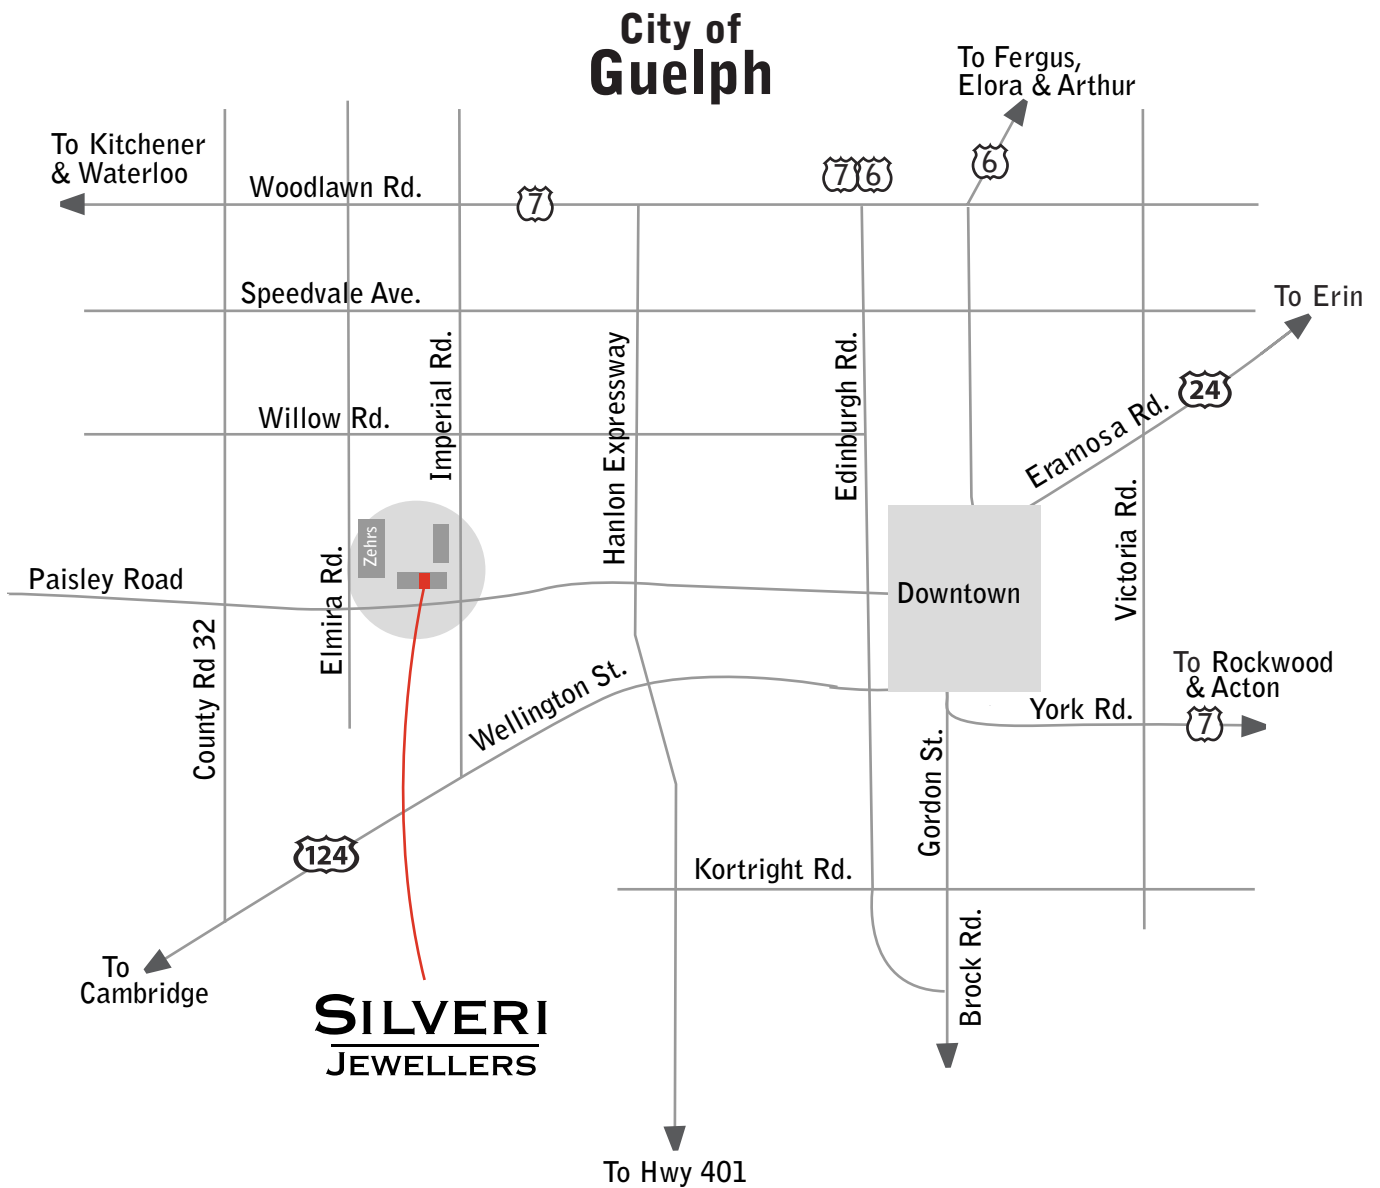 City of
Guelph
To Fergus,
Elora & Arthur
To Kitchener
& Waterloo
Woodlawn Rd.
7
7
6
6
Speedvale Ave.
To Erin
24
Eramosa Rd.
Willow Rd.
Imperial Rd.
Hanlon Expressway
Edinburgh Rd.
Victoria Rd.
Zehrs
Elmira Rd.
Paisley Road
Downtown
County Rd 32
Wellington St.
To Rockwood
& Acton
York Rd.
7
Gordon St.
124
Kortright Rd.
Brock Rd.
To
Cambridge
SILVERI
JEWELLERS
To Hwy 401